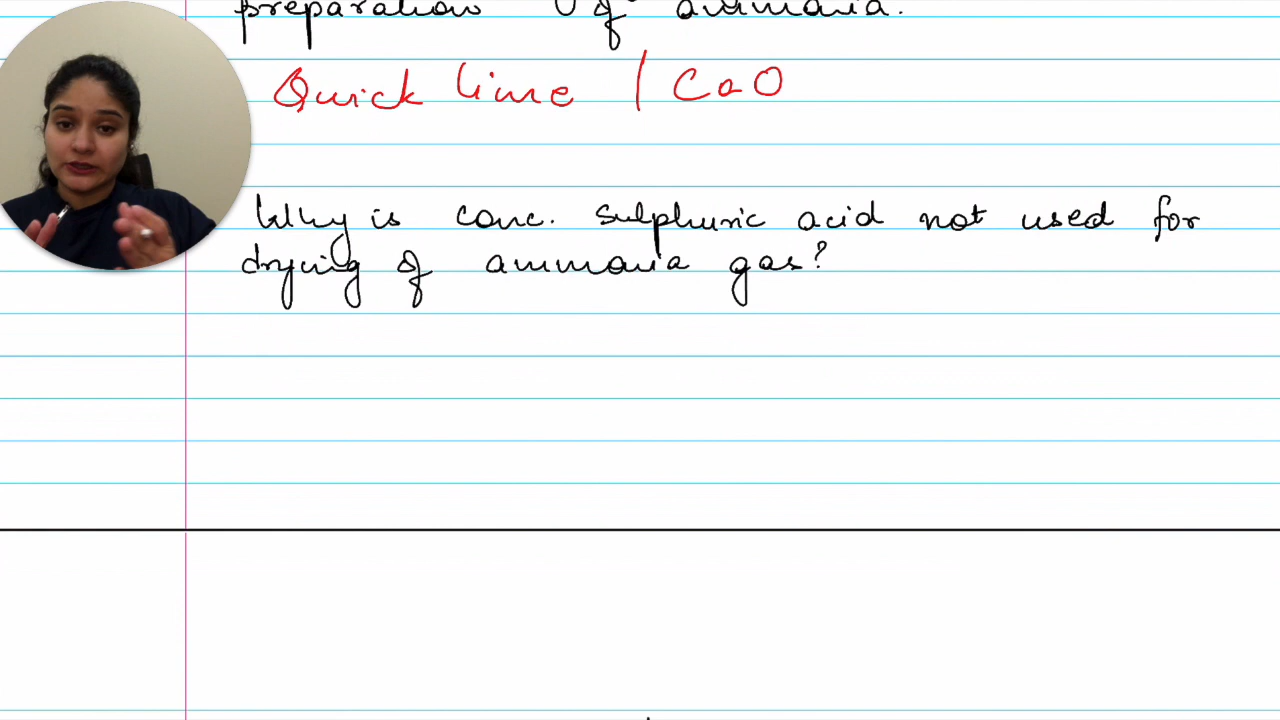 preparation of ammonia.
Quick lime / CaO
Why is conc. sulphuric acid not used for
drying of ammonia gas?